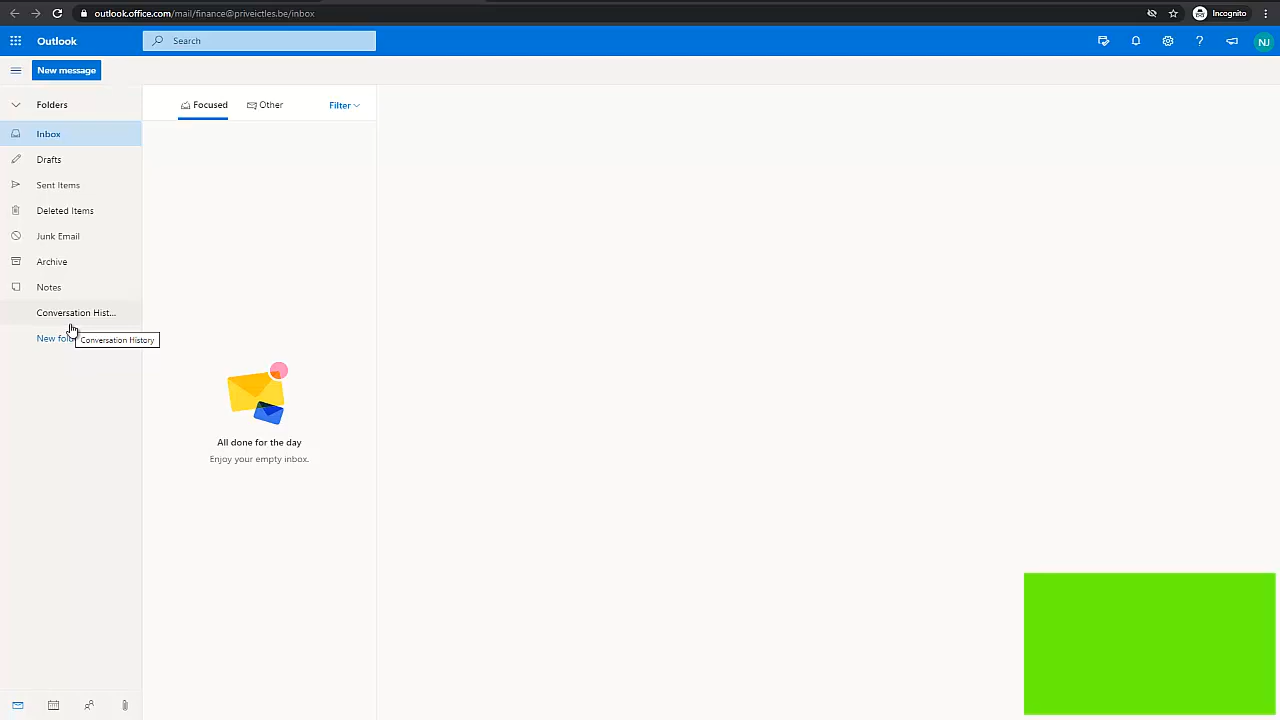 outlook.office.com/mail/finance@priveictles.be/inbox
Incognito
Outlook
Search
NJ
New message
Folders
Focused
Other
Filter
Inbox
Drafts
Sent Items
Deleted Items
Junk Email
Archive
Notes
Conversation Hist...
New fol
Conversation History
All done for the day
Enjoy your empty inbox.